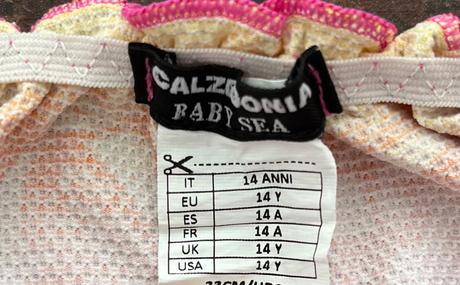 CALZEDONIA
BABY SEA
IT 14 ANNI
EU 14 Y
ES 14 A
FR 14 A
UK 14 Y
USA 14 Y